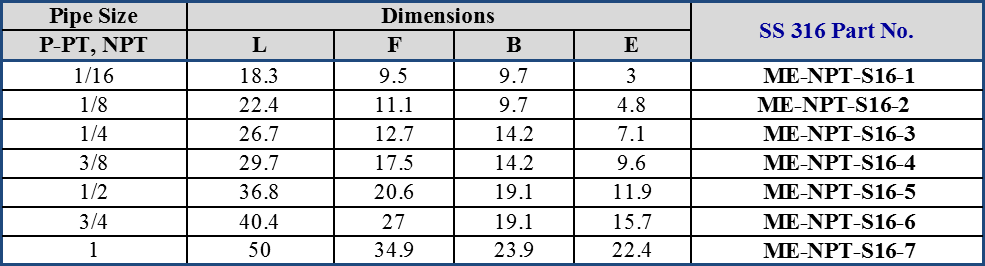 Pipe Size Dimensions SS 316 Part No.
P-PT, NPT L F B E
1/16 18.3 9.5 9.7 3 ME-NPT-S16-1
1/8 22.4 11.1 9.7 4.8 ME-NPT-S16-2
1/4 26.7 12.7 14.2 7.1 ME-NPT-S16-3
3/8 29.7 17.5 14.2 9.6 ME-NPT-S16-4
1/2 36.8 20.6 19.1 11.9 ME-NPT-S16-5
3/4 40.4 27 19.1 15.7 ME-NPT-S16-6
1 50 34.9 23.9 22.4 ME-NPT-S16-7